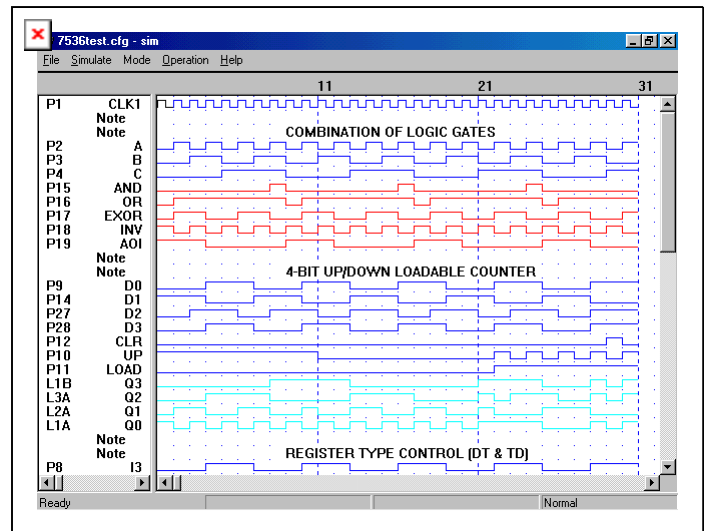 7536test.cfg - sim
File Simulate Mode Operation Help
11 21 31
P1 CLK1
Note
Note COMBINATION OF LOGIC GATES
P2 A
P3 B
P4 C
P15 AND
P16 OR
P17 EXOR
P18 INV
P19 AOI
Note
Note 4-BIT UP/DOWN LOADABLE COUNTER
P9 D0
P14 D1
P27 D2
P28 D3
P12 CLR
P10 UP
P11 LOAD
L1B Q3
L3A Q2
L2A Q1
L1A Q0
Note
Note REGISTER TYPE CONTROL (DT & TD)
P8 I3
Ready Normal